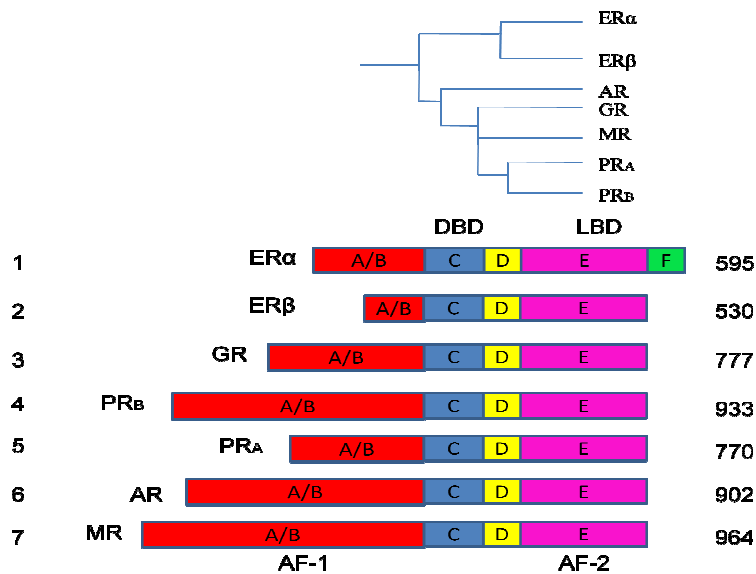 ERα
ERβ
AR
GR
MR
PRA
PRB
DBD LBD
1 ERα A/B C D E F 595
2 ERβ A/B C D E 530
3 GR A/B C D E 777
4 PRB A/B C D E 933
5 PRA A/B C D E 770
6 AR A/B C D E 902
7 MR A/B C D E 964
AF-1 AF-2